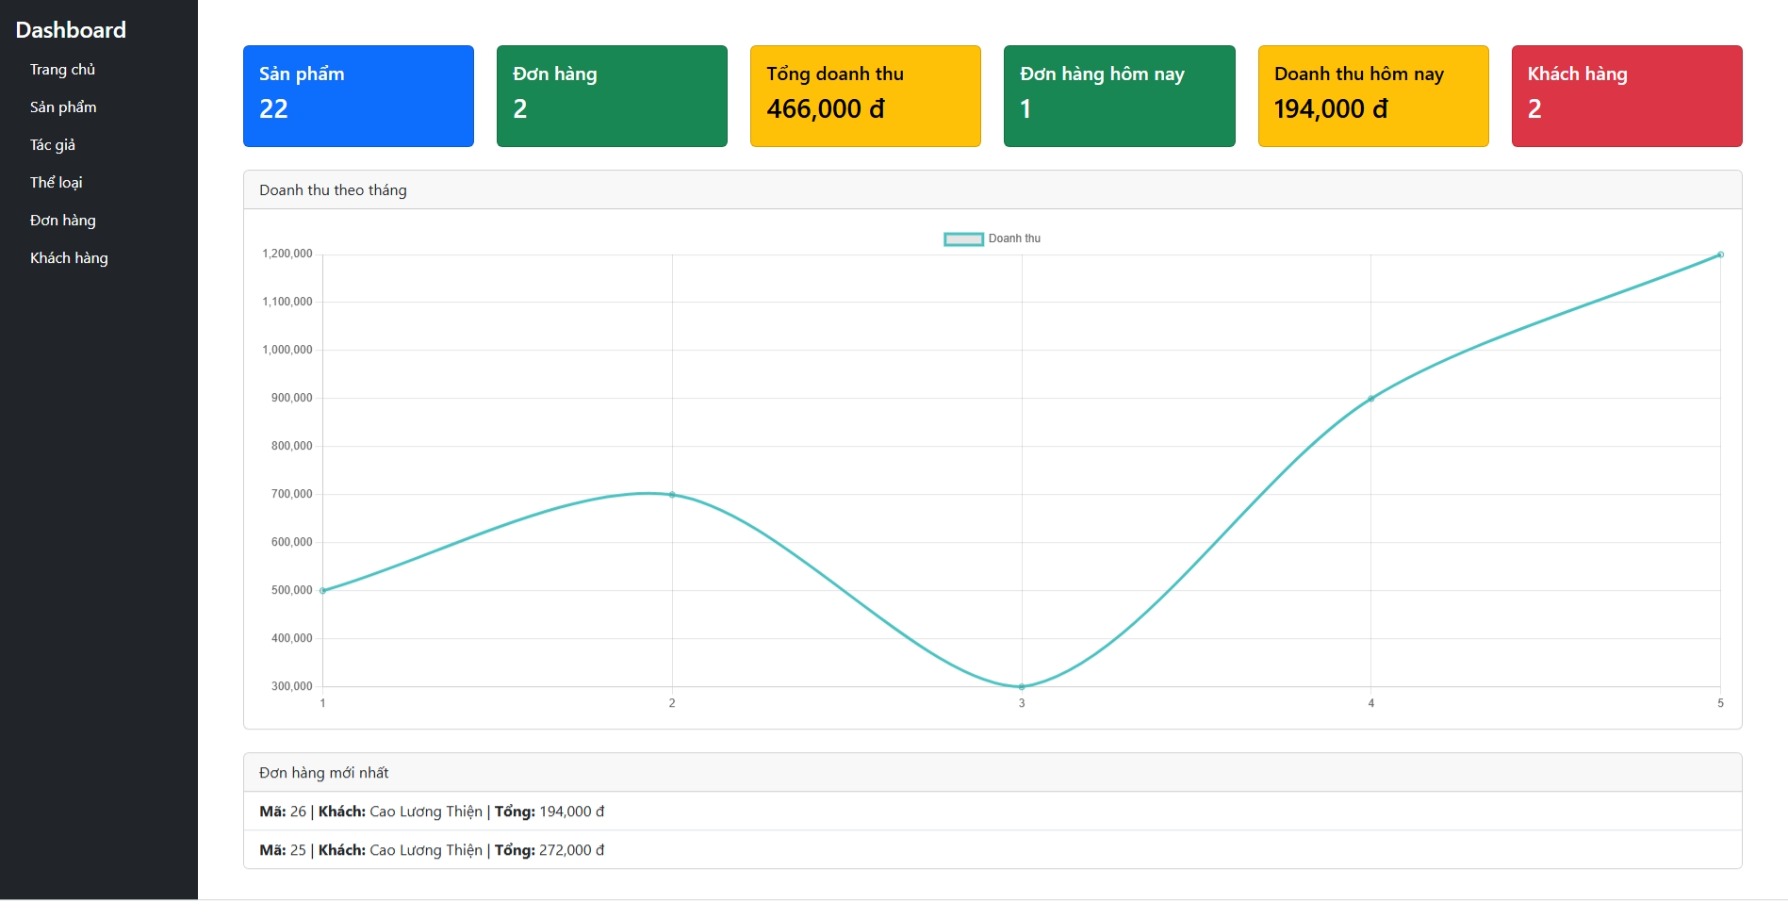 Dashboard
Trang chủ
Sản phẩm
Tác giả
Thể loại
Đơn hàng
Khách hàng
Sản phẩm
22
Đơn hàng
2
Tổng doanh thu
466,000 đ
Đơn hàng hôm nay
1
Doanh thu hôm nay
194,000 đ
Khách hàng
2
Doanh thu theo tháng
Doanh thu
1,200,000
1,100,000
1,000,000
900,000
800,000
700,000
600,000
500,000
400,000
300,000
1 2 3 4 5
Đơn hàng mới nhất
Mã: 26 | Khách: Cao Lương Thiện | Tổng: 194,000 đ
Mã: 25 | Khách: Cao Lương Thiện | Tổng: 272,000 đ